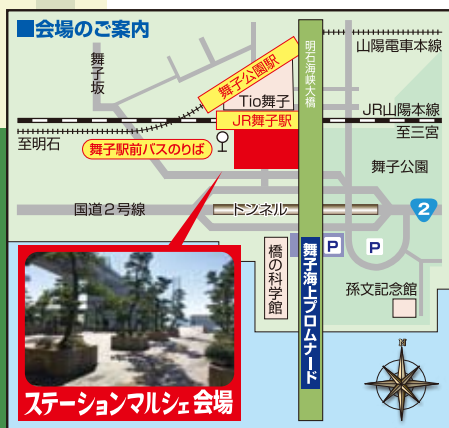 ■会場のご案内
山陽電車本線
舞子坂
明石海峡大橋
舞子公園駅
Tio舞子
JR山陽本線
JR舞子駅
至明石
至三宮
舞子駅前バスのりば
舞子公園
国道2号線
トンネル
2
橋の科学館
舞子海上プロムナード
P
P
孫文記念館
N
ステーションマルシェ会場